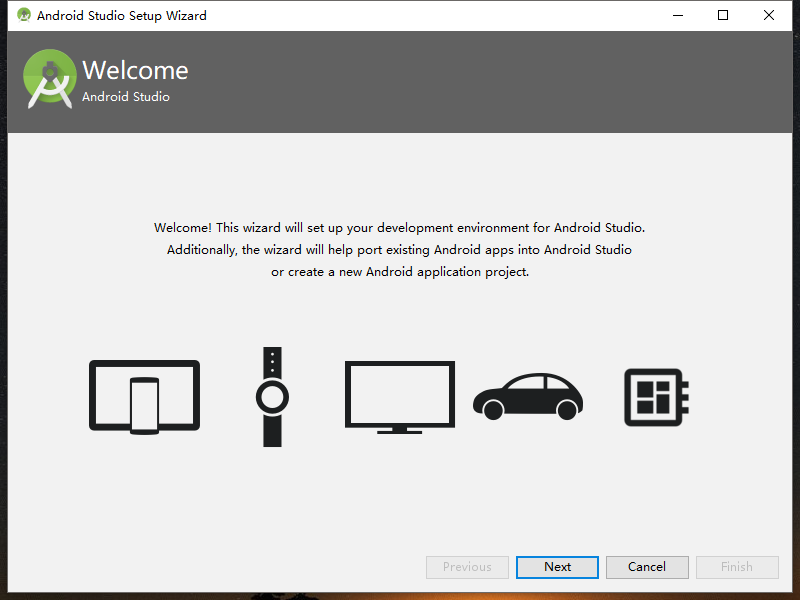 Android Studio Setup Wizard
Welcome
Android Studio
Welcome! This wizard will set up your development environment for Android Studio.
Additionally, the wizard will help port existing Android apps into Android Studio
or create a new Android application project.
Previous
Next
Cancel
Finish